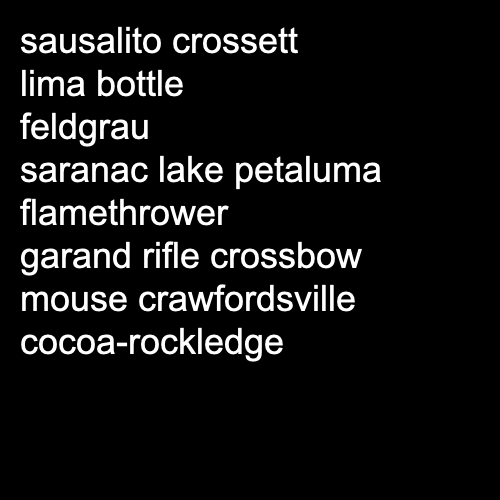 sausalito crossett
lima bottle
feldgrau
saranac lake petaluma
flamethrower
garand rifle crossbow
mouse crawfordsville
cocoa-rockledge